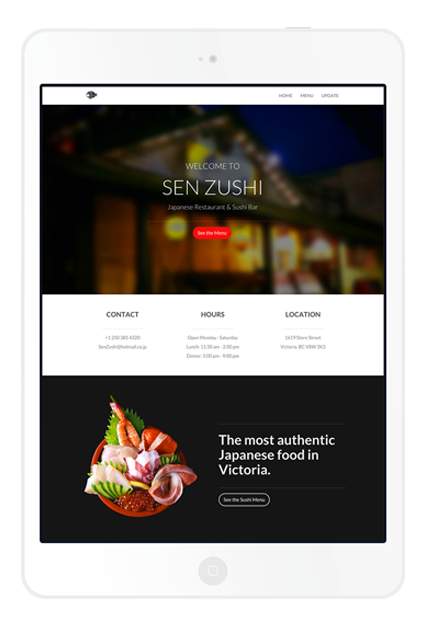 HOME MENU UPDATE
WELCOME TO
SEN ZUSHI
Japanese Restaurant & Sushi Bar
See the Menu
CONTACT HOURS LOCATION
+1 250 385 4320 Open Monday - Saturday 1619 Store Street
SenZushi@hotmail.co.jp Lunch: 11:30 am - 2:00 pm Victoria, BC V8W 3K3
Dinner: 5:00 pm - 9:00 pm
The most authentic
Japanese food in
Victoria.
See the Sushi Menu